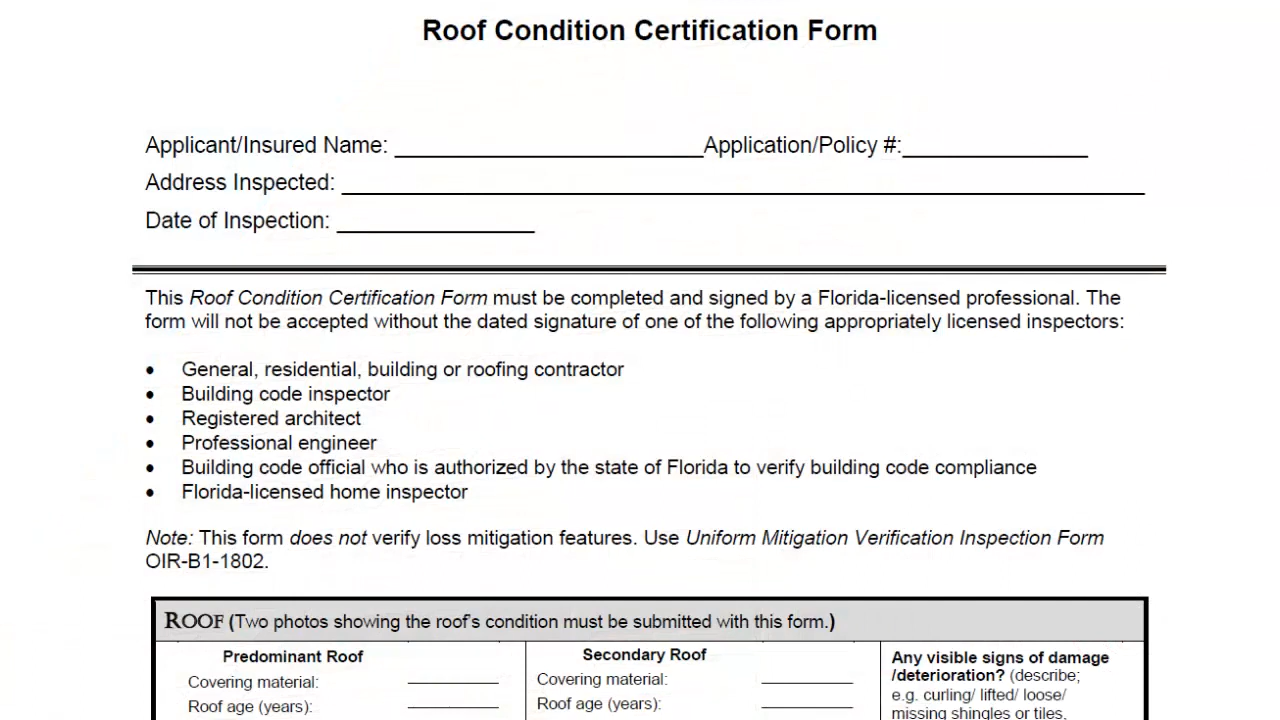 Roof Condition Certification Form
Applicant/Insured Name: Application/Policy #:
Address Inspected:
Date of Inspection:
This Roof Condition Certification Form must be completed and signed by a Florida-licensed professional. The
form will not be accepted without the dated signature of one of the following appropriately licensed inspectors:
• General, residential, building or roofing contractor
• Building code inspector
• Registered architect
• Professional engineer
• Building code official who is authorized by the state of Florida to verify building code compliance
• Florida-licensed home inspector
Note: This form does not verify loss mitigation features. Use Uniform Mitigation Verification Inspection Form
OIR-B1-1802.
ROOF (Two photos showing the roof's condition must be submitted with this form.)
Predominant Roof
Covering material:
Roof age (years):
Secondary Roof
Covering material:
Roof age (years):
Any visible signs of damage
/deterioration? (describe;
e.g. curling/ lifted/ loose/
missing shingles or tiles,